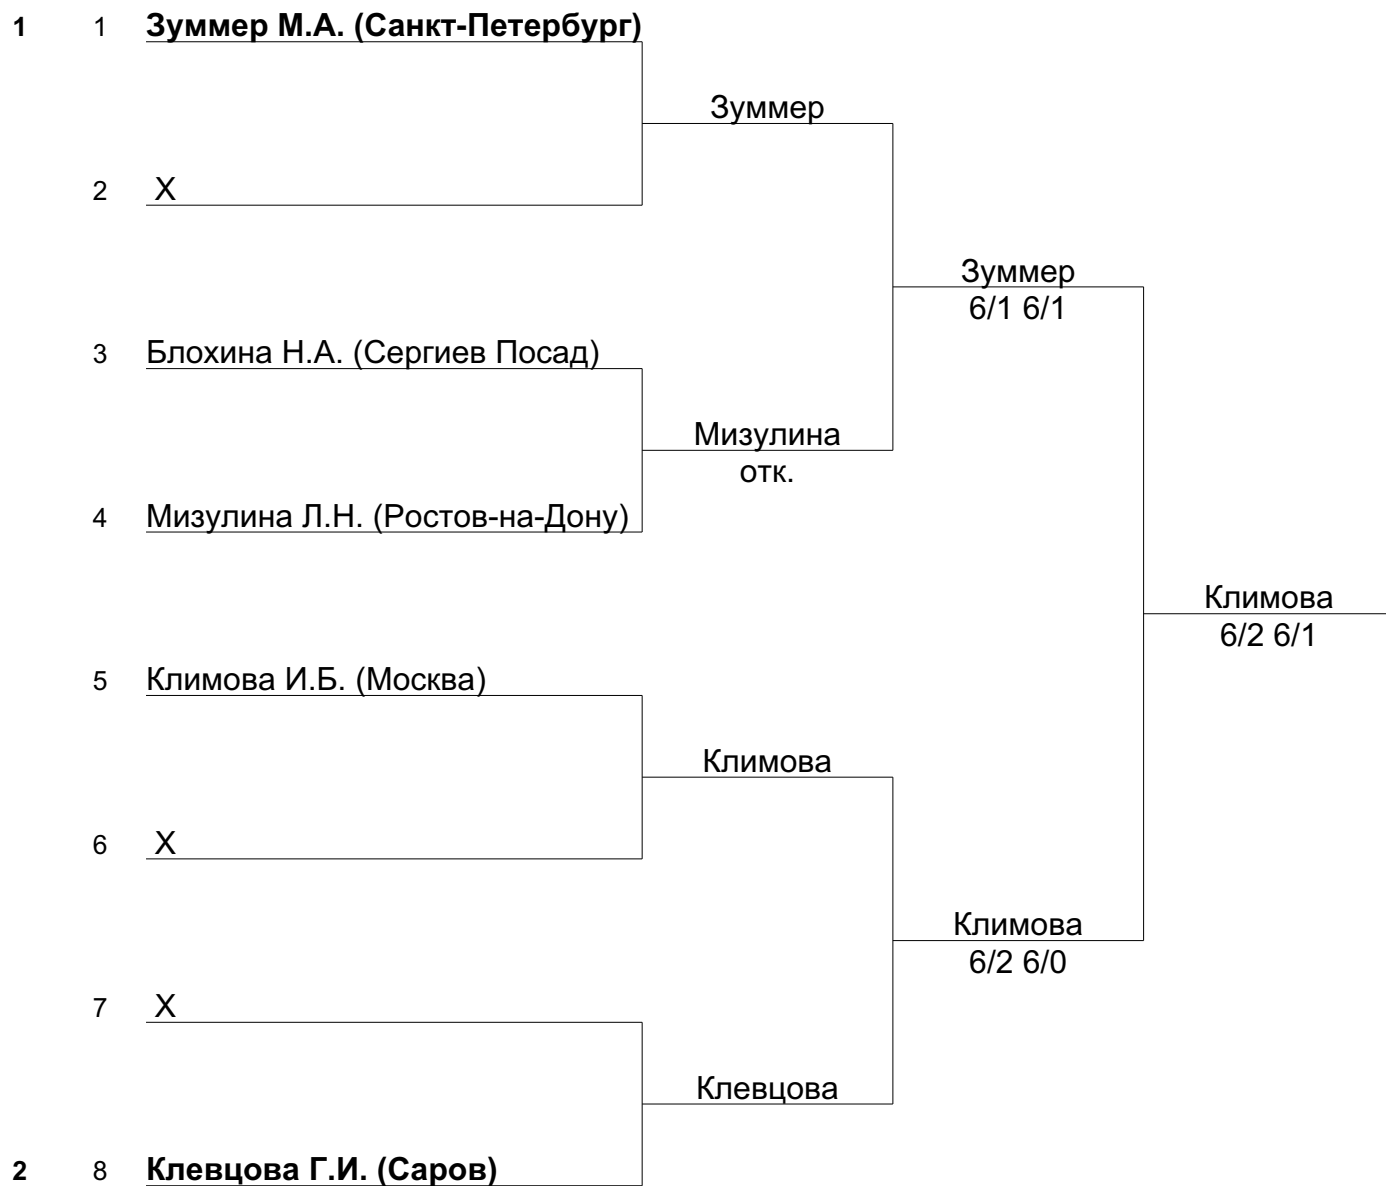 1 1 Зуммер М.А. (Санкт-Петербург)
Зуммер
2 X
Зуммер
6/1 6/1
3 Блохина Н.А. (Сергиев Посад)
Мизулина
отк.
4 Мизулина Л.Н. (Ростов-на-Дону)
Климова
6/2 6/1
5 Климова И.Б. (Москва)
Климова
6 X
Климова
6/2 6/0
7 X
Клевцова
2 8 Клевцова Г.И. (Саров)